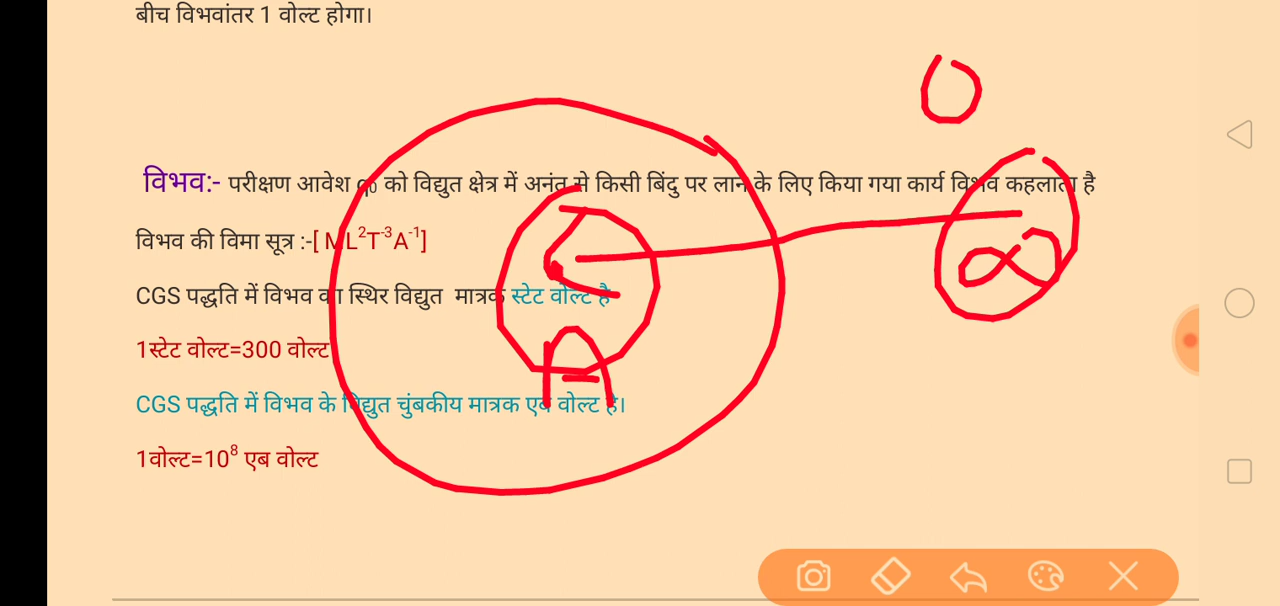 बीच विभवांतर 1 वोल्ट होगा।
0
विभव:- परीक्षण आवेश q₀ को विद्युत क्षेत्र में अनंत से किसी बिंदु पर लाने के लिए किया गया कार्य विभव कहलाता है
विभव की विमा सूत्र :-[ ML²T⁻³A⁻¹]
∞
CGS पद्धति में विभव का स्थिर विद्युत मात्रक स्टेट वोल्ट है
1स्टेट वोल्ट=300 वोल्ट
A
CGS पद्धति में विभव के विद्युत चुंबकीय मात्रक एब वोल्ट है।
1वोल्ट=10⁸ एब वोल्ट